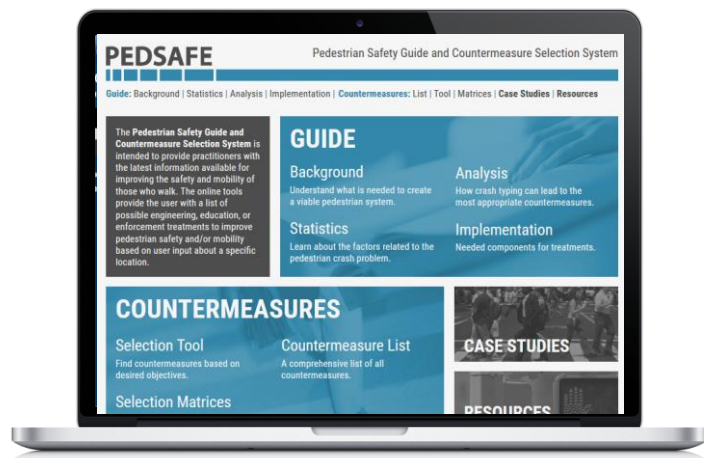 PEDSAFE
Pedestrian Safety Guide and Countermeasure Selection System
Guide: Background | Statistics | Analysis | Implementation | Countermeasures: List | Tool | Matrices | Case Studies | Resources
The Pedestrian Safety Guide and
Countermeasure Selection System is
intended to provide practitioners with
the latest information available for
improving the safety and mobility of
those who walk. The online tools
provide the user with a list of
possible engineering, education, or
enforcement treatments to improve
pedestrian safety and/or mobility
based on user input about a specific
location.
GUIDE
Background
Understand what is needed to create
a viable pedestrian system.
Statistics
Learn about the factors related to the
pedestrian crash problem.
Analysis
How crash typing can lead to the
most appropriate countermeasures.
Implementation
Needed components for treatments.
COUNTERMEASURES
Selection Tool
Find countermeasures based on
desired objectives.
Selection Matrices
Countermeasure List
A comprehensive list of all
countermeasures.
CASE STUDIES
RESOURCES